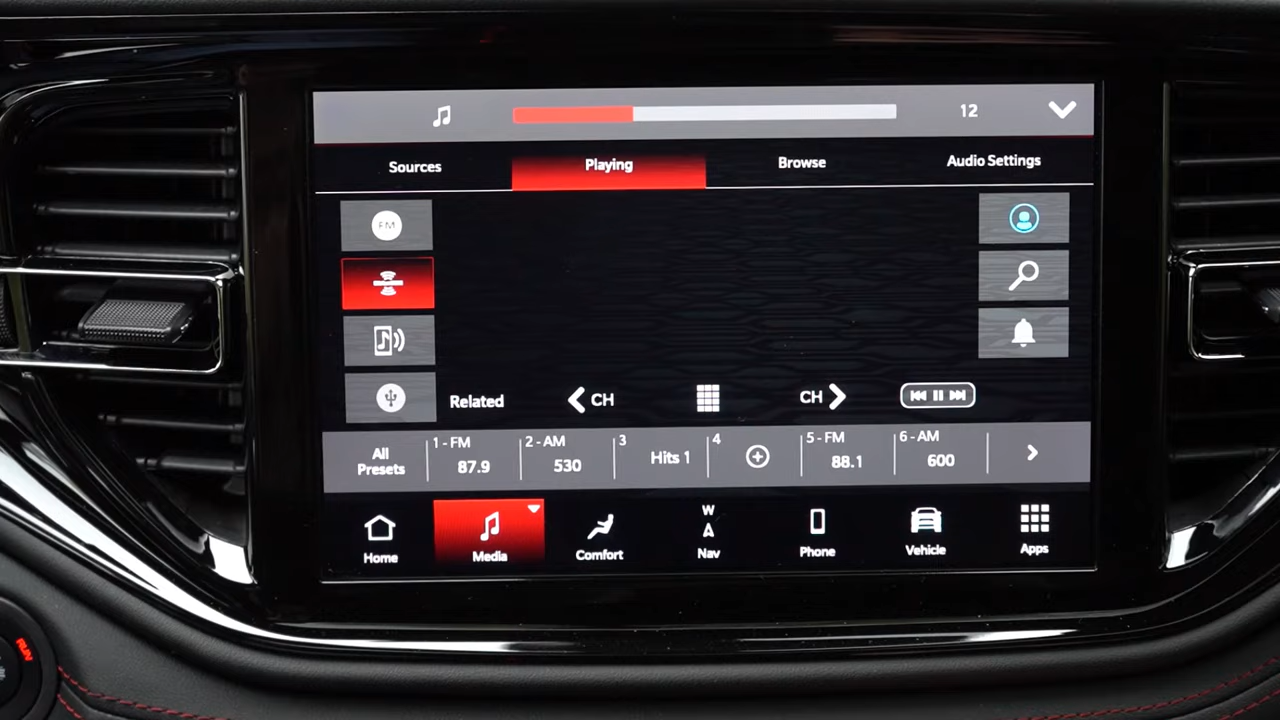 12
Sources Playing Browse Audio Settings
FM
Related CH CH
All Presets
1 - FM 87.9
2 - AM 530
3 Hits 1
4
5 - FM 88.1
6 - AM 600
Home Media Comfort W Nav Phone Vehicle Apps
RUN